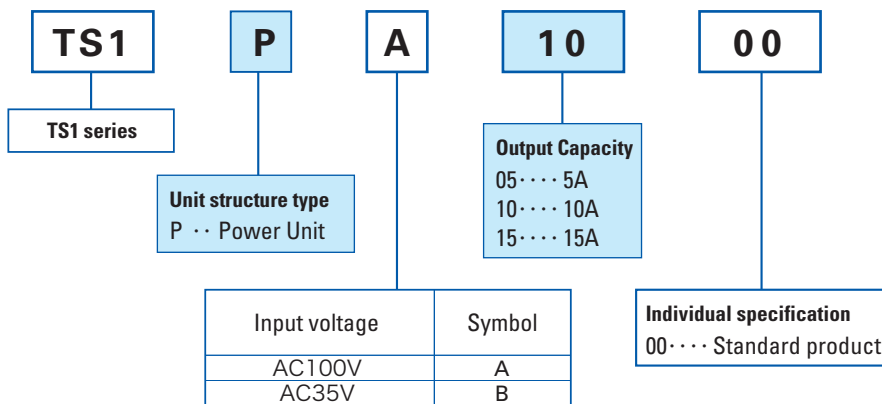 TS1 P A 10 00
TS1 series
Unit structure type
P ·· Power Unit
Output Capacity
05···· 5A
10···· 10A
15···· 15A
Input voltage Symbol
AC100V A
AC35V B
Individual specification
00···· Standard product